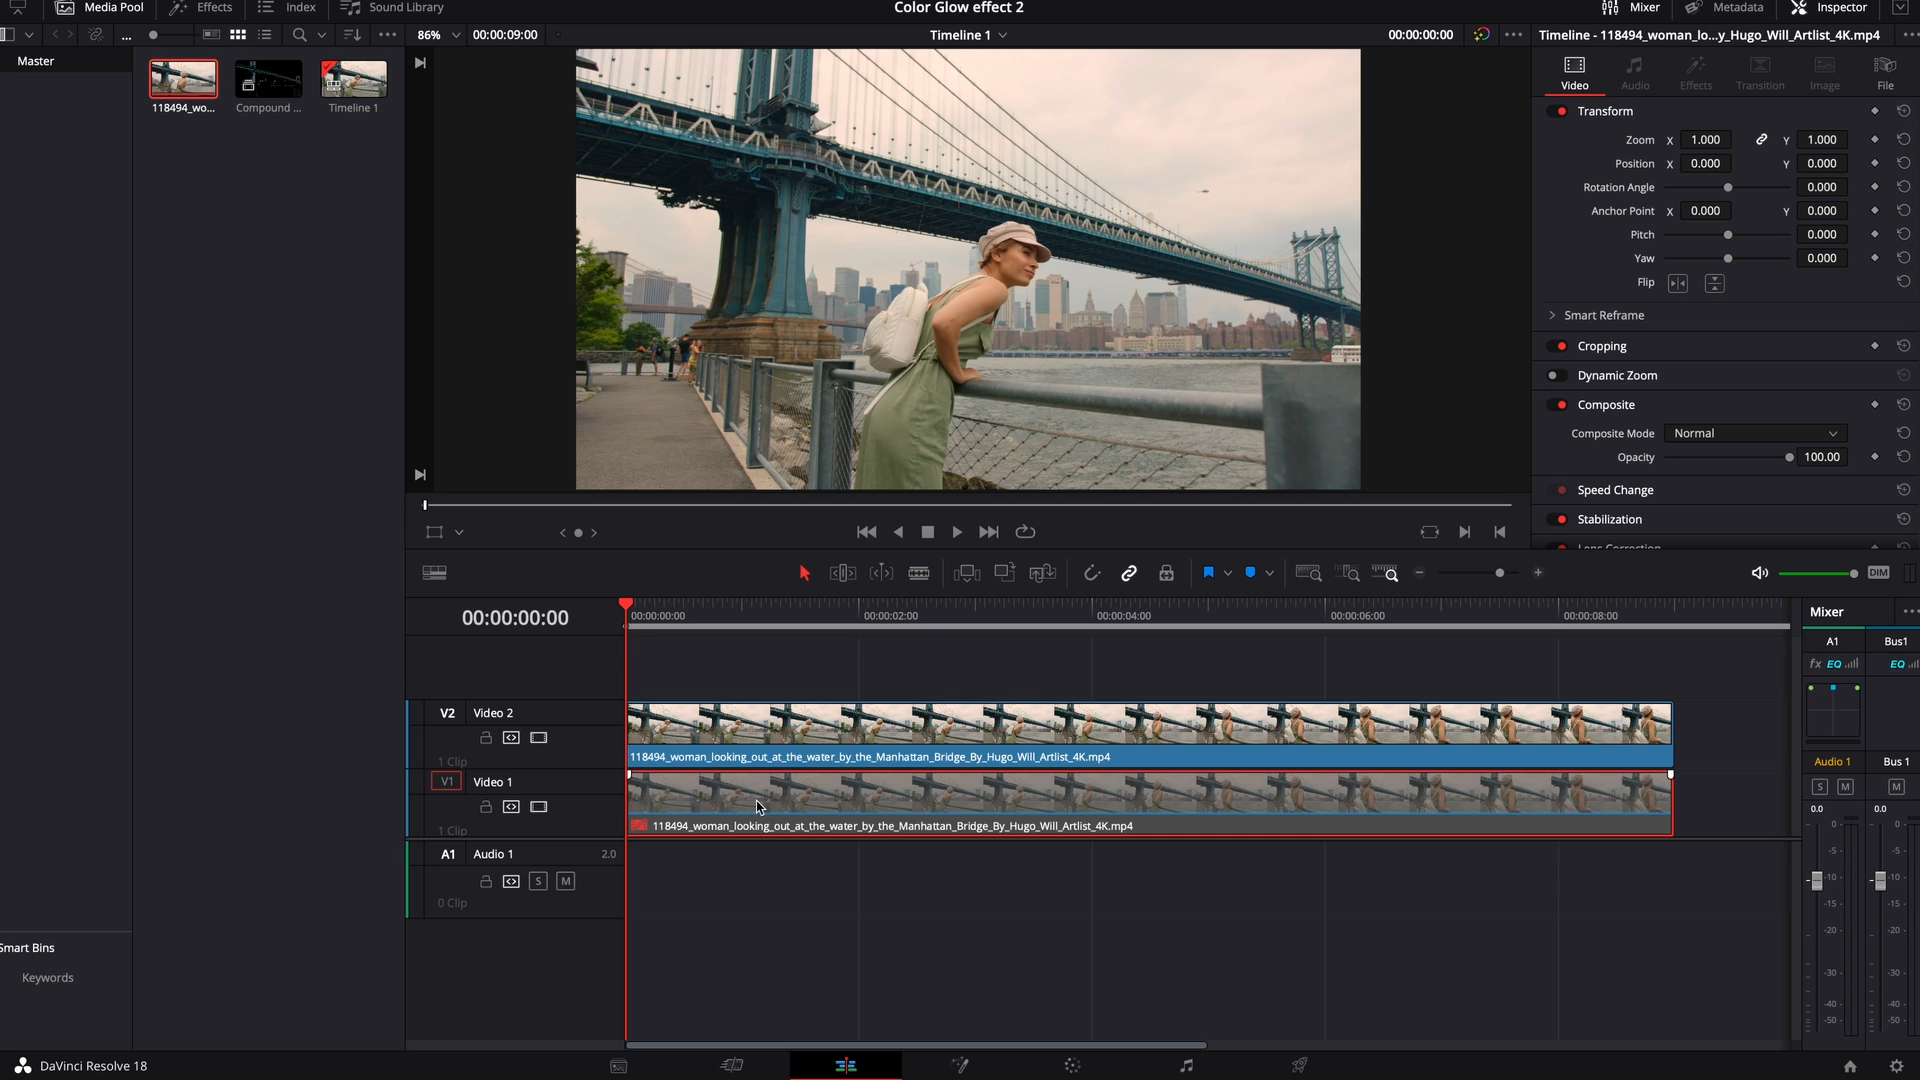 Media Pool
Effects
Index
Sound Library
Color Glow effect 2
Mixer
Metadata
Inspector
...
86%
00:00:09:00
Timeline 1
00:00:00:00
Timeline - 118494_woman_lo...y_Hugo_Will_Artlist_4K.mp4
Master
118494_wo...
Compound ...
Timeline 1
Video
Audio
Effects
Transition
Image
File
Transform
Zoom X 1.000 Y 1.000
Position X 0.000 Y 0.000
Rotation Angle 0.000
Anchor Point X 0.000 Y 0.000
Pitch 0.000
Yaw 0.000
Flip
Smart Reframe
Cropping
Dynamic Zoom
Composite
Composite Mode Normal
Opacity 100.00
Speed Change
Stabilization
Lens Correction
DIM
00:00:00:00
00:00:00:00
00:00:02:00
00:00:04:00
00:00:06:00
00:00:08:00
V2 Video 2
1 Clip
118494_woman_looking_out_at_the_water_by_the_Manhattan_Bridge_By_Hugo_Will_Artlist_4K.mp4
V1 Video 1
1 Clip
118494_woman_looking_out_at_the_water_by_the_Manhattan_Bridge_By_Hugo_Will_Artlist_4K.mp4
A1 Audio 1 2.0
S M
0 Clip
Mixer
A1 Bus1
fx EQ EQ
Audio 1 Bus 1
S M M
0.0 0.0
0 0
-5 -5
-10 -10
-15 -15
-20 -20
-30 -30
-40 -40
-50 -50
Smart Bins
Keywords
DaVinci Resolve 18